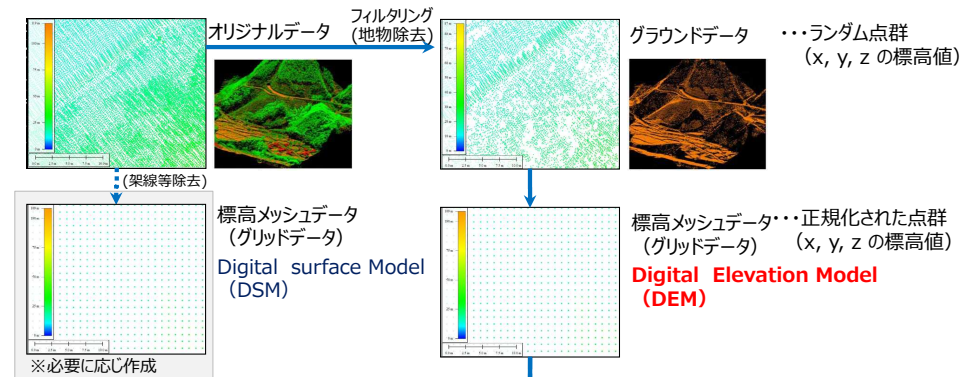 フィルタリング
(地物除去)
オリジナルデータ
グラウンドデータ
・・・ランダム点群
(x, y, z の標高値)
(架線等除去)
標高メッシュデータ
(グリッドデータ)
Digital surface Model
(DSM)
※必要に応じ作成
標高メッシュデータ
(グリッドデータ)
・・・正規化された点群
(x, y, z の標高値)
Digital Elevation Model
(DEM)